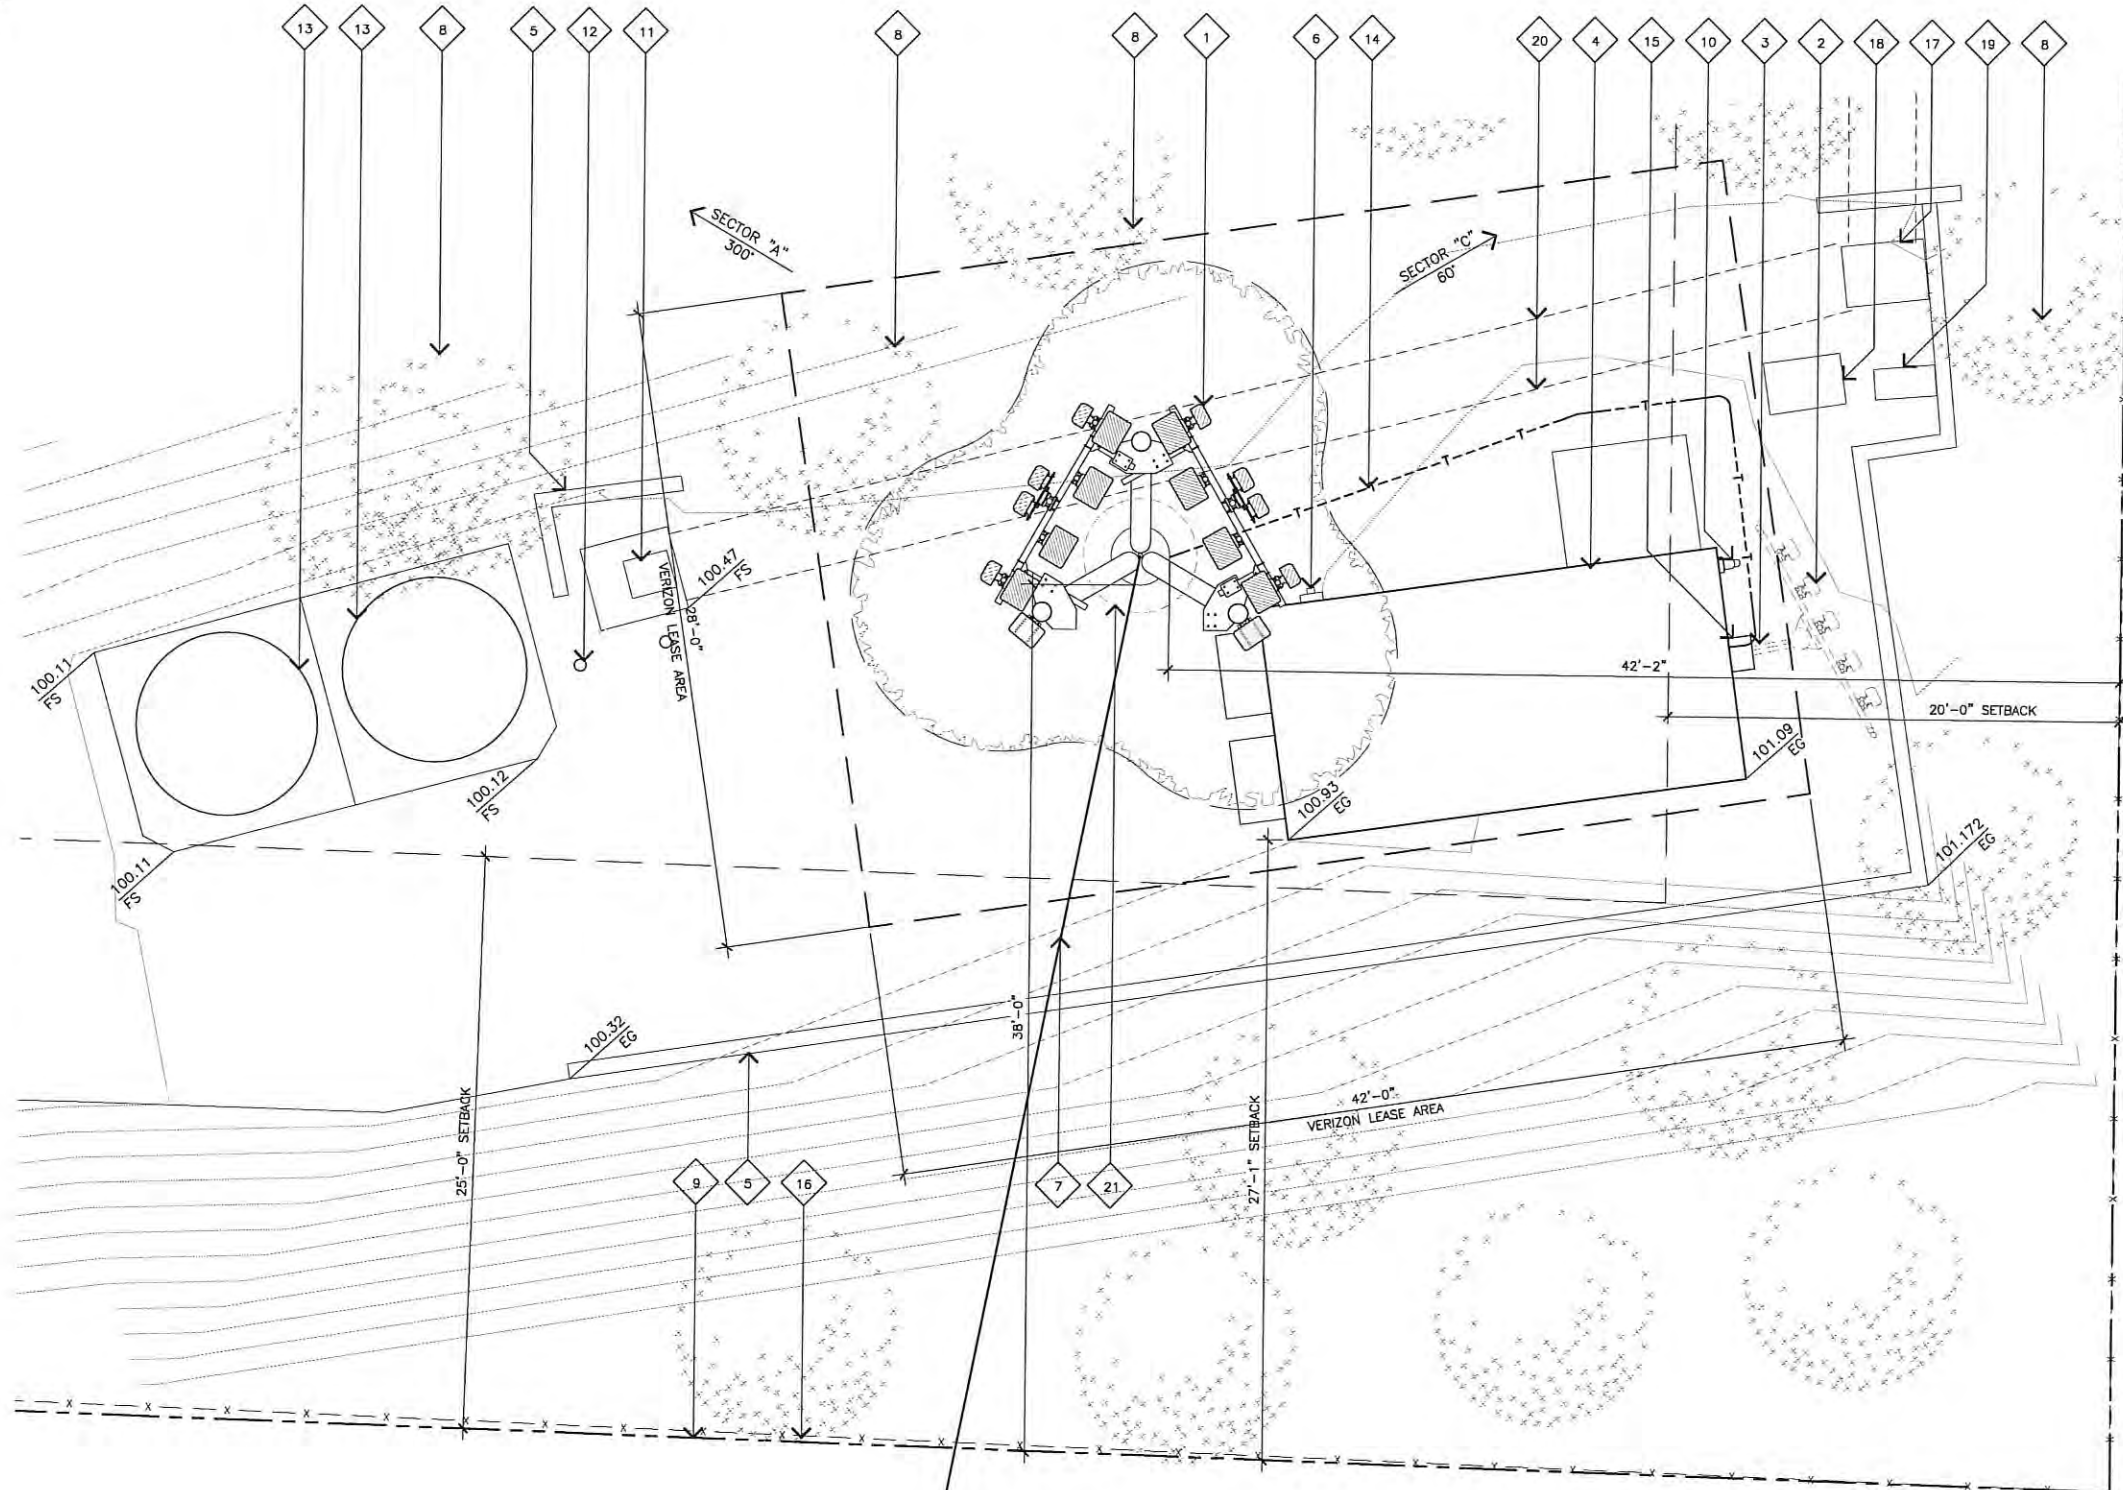 13
13
8
5
12
11
8
8
1
6
14
20
4
15
10
3
2
18
17
19
8
SECTOR "A"
300°
SECTOR "C"
60°
100.47
FS
28'-0"
VERIZON LEASE AREA
100.11
FS
42'-2"
20'-0" SETBACK
101.09
EG
100.12
FS
100.93
EG
100.11
FS
101.172
EG
38'-0"
100.32
EG
25'-0" SETBACK
27'-1" SETBACK
42'-0"
VERIZON LEASE AREA
9
5
16
7
21